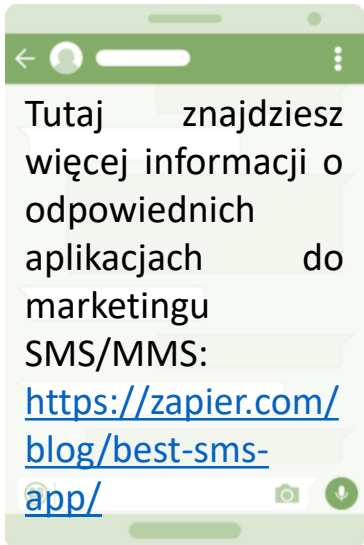 Tutaj znajdziesz
więcej informacji o
odpowiednich
aplikacjach do
marketingu
SMS/MMS:
https://zapier.com/
blog/best-sms-
app/